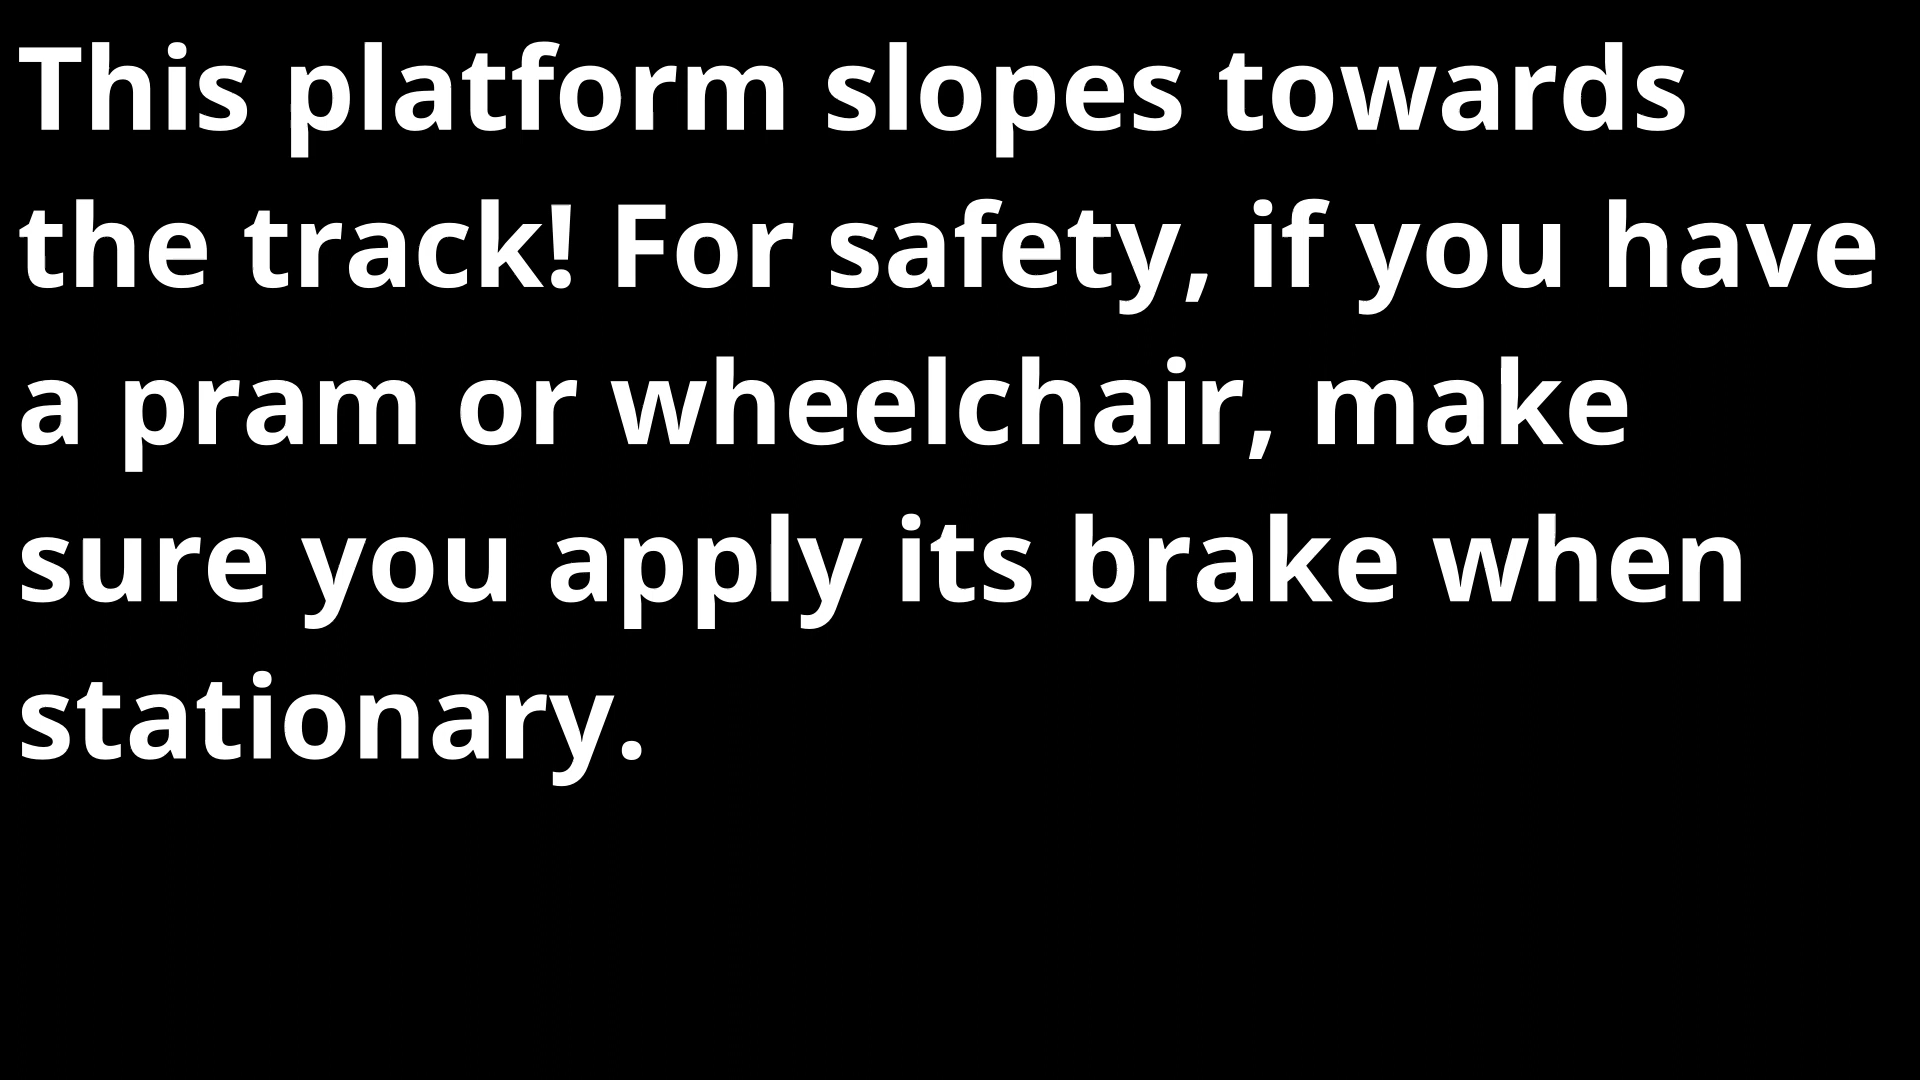 This platform slopes towards
the track! For safety, if you have
a pram or wheelchair, make
sure you apply its brake when
stationary.